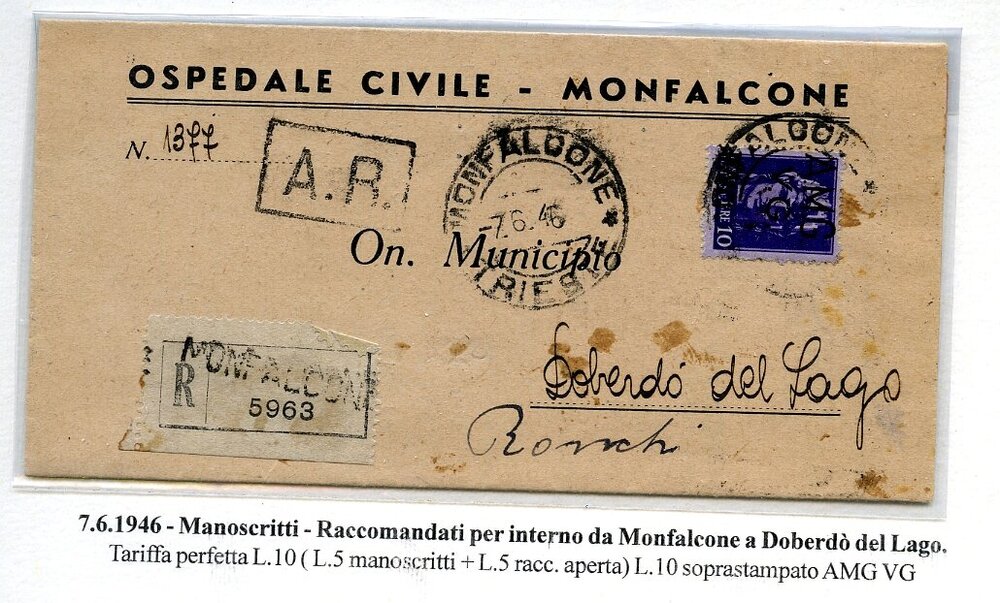 OSPEDALE CIVILE - MONFALCONE
N. 1377
A.R.
MONFALCONE *
-7.6.46
(TRIESTE)
MONFALCONE *
AMG
VG
LIRE 10
On. Municipio
R
MONFALCONE
5963
Doberdó del Lago
Ronchi
7.6.1946 - Manoscritti - Raccomandati per interno da Monfalcone a Doberdò del Lago.
Tariffa perfetta L.10 ( L.5 manoscritti + L.5 racc. aperta) L.10 soprastampato AMG VG